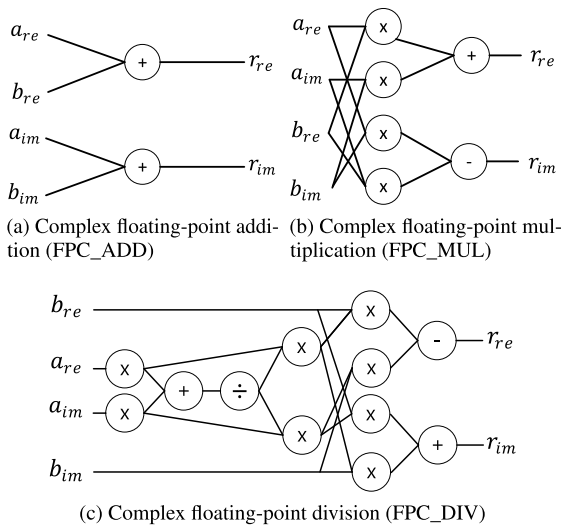 a_re
b_re
+
r_re
a_im
b_im
+
r_im
(a) Complex floating-point addi-
tion (FPC_ADD)
a_re
a_im
b_re
b_im
x
x
x
x
+
-
r_re
r_im
(b) Complex floating-point mul-
tiplication (FPC_MUL)
b_re
a_re
a_im
b_im
x
x
+
÷
x
x
x
x
x
x
-
+
r_re
r_im
(c) Complex floating-point division (FPC_DIV)